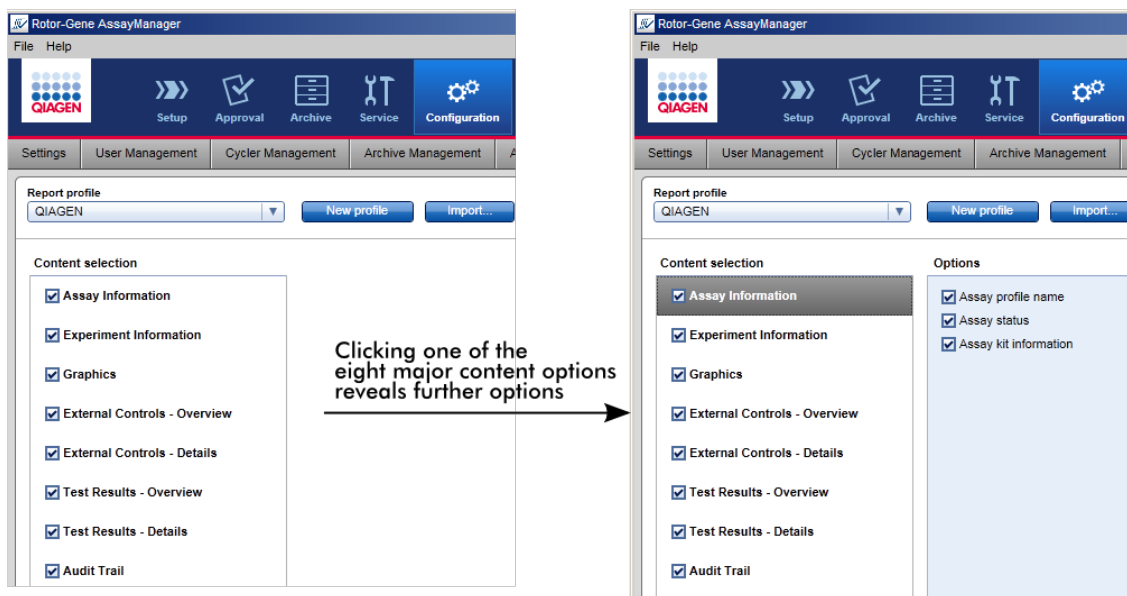 Rotor-Gene AssayManager
File Help
QIAGEN
Setup Approval Archive Service Configuration
Settings User Management Cycler Management Archive Management
Report profile
QIAGEN New profile Import...
Content selection
Assay Information
Experiment Information
Graphics
External Controls - Overview
External Controls - Details
Test Results - Overview
Test Results - Details
Audit Trail
Clicking one of the
eight major content options
reveals further options
Rotor-Gene AssayManager
File Help
QIAGEN
Setup Approval Archive Service Configuration
Settings User Management Cycler Management Archive Management
Report profile
QIAGEN New profile Import...
Content selection Options
Assay Information Assay profile name
Assay status
Experiment Information Assay kit information
Graphics
External Controls - Overview
External Controls - Details
Test Results - Overview
Test Results - Details
Audit Trail